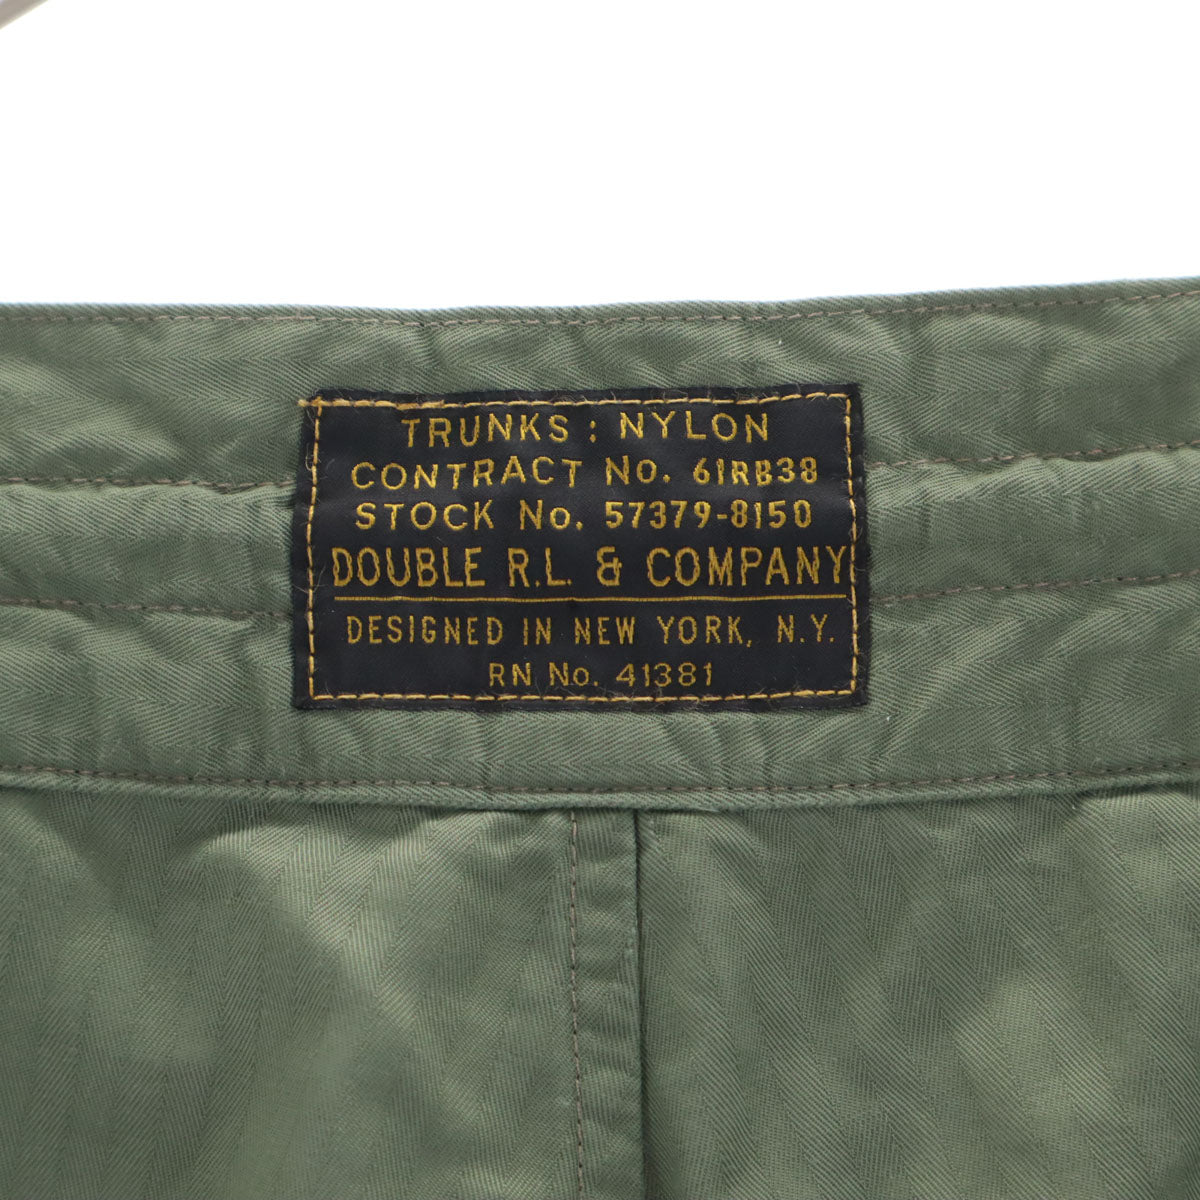 TRUNKS : NYLON
CONTRACT No. 61RB38
STOCK No. 57379-8150
DOUBLE R.L. & COMPANY
DESIGNED IN NEW YORK, N.Y.
RN No. 41381